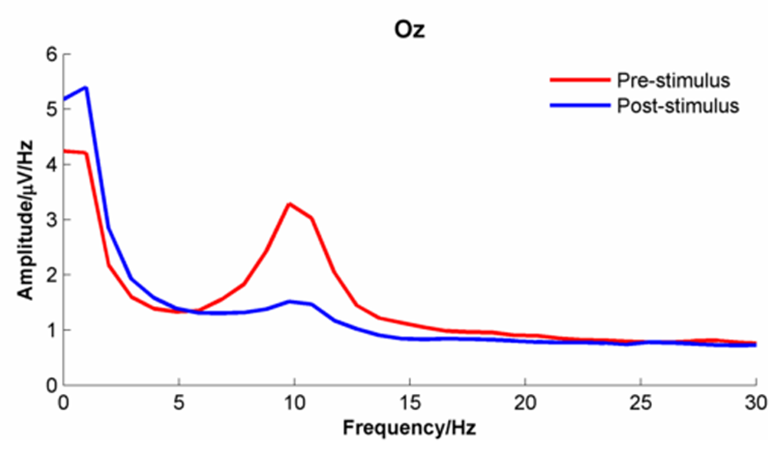 Oz
Pre-stimulus
Post-stimulus
Amplitude/μV/Hz
6
5
4
3
2
1
0
0 5 10 15 20 25 30
Frequency/Hz